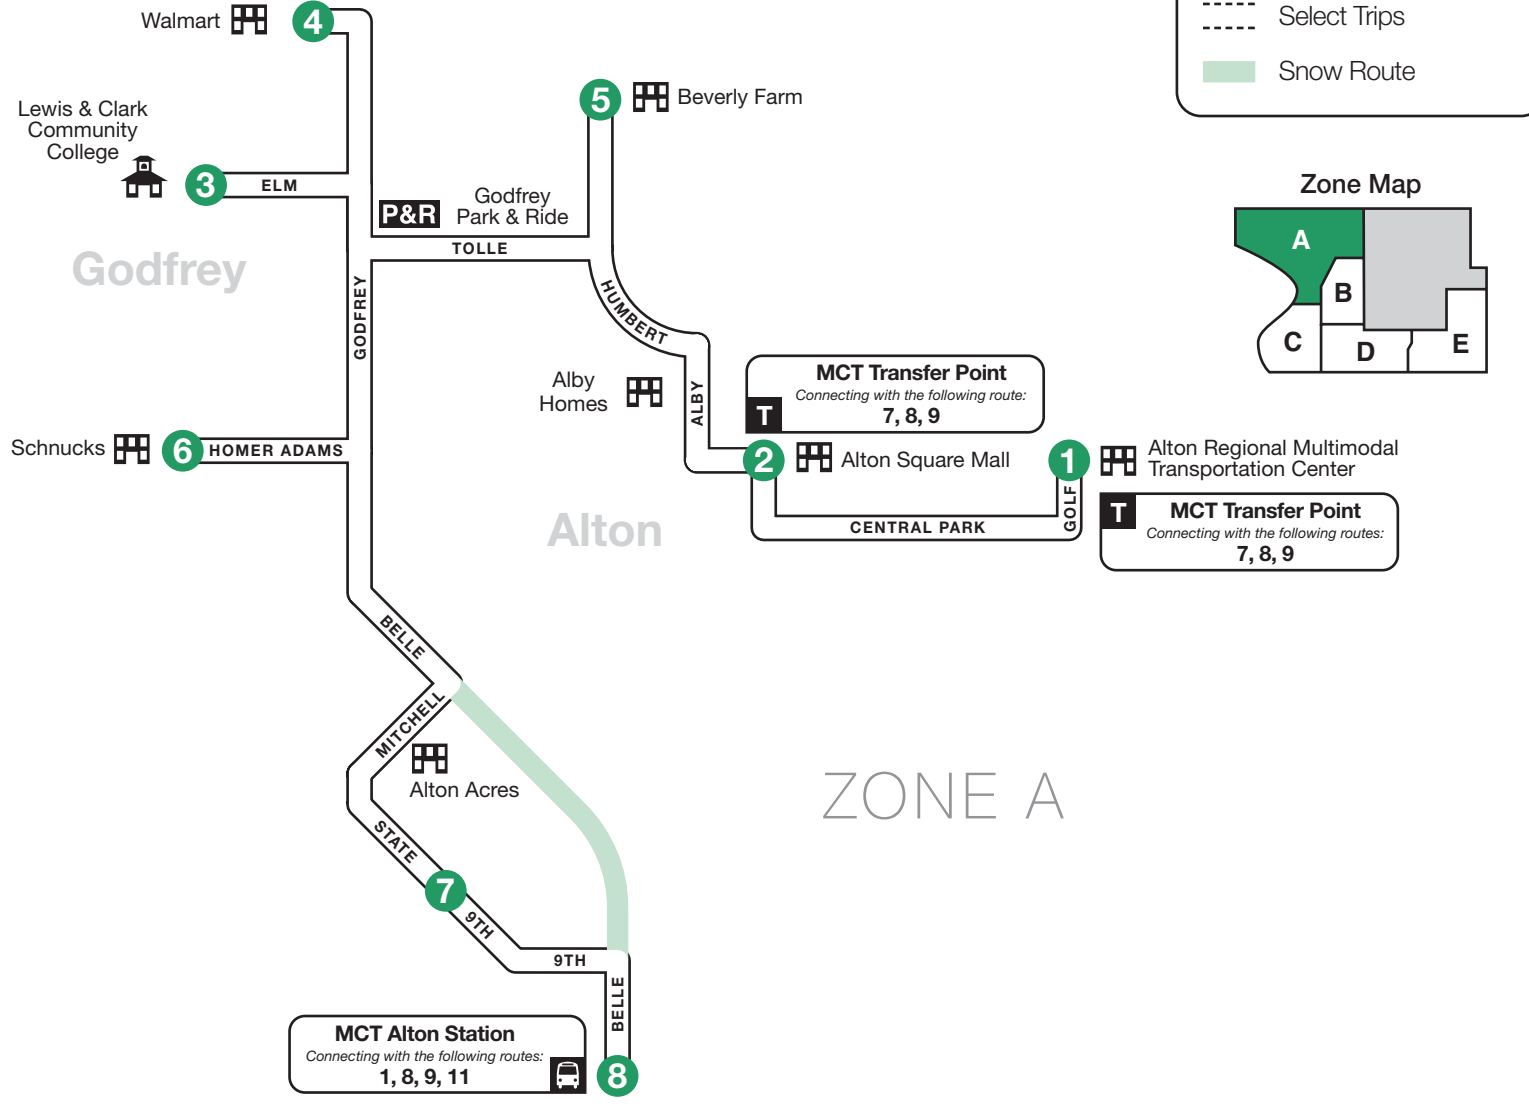 Walmart
4
Select Trips
Snow Route
Lewis & Clark
Community
College
5
Beverly Farm
3
ELM
P&R
Godfrey
Park & Ride
TOLLE
Zone Map
A
B
C
D
E
Godfrey
GODFREY
HUMBERT
Alby
Homes
ALBY
MCT Transfer Point
Connecting with the following route:
7, 8, 9
T
Schnucks
6
HOMER ADAMS
2
Alton Square Mall
1
Alton Regional Multimodal
Transportation Center
GOLF
CENTRAL PARK
T
MCT Transfer Point
Connecting with the following routes:
7, 8, 9
Alton
BELLE
MITCHELL
Alton Acres
ZONE A
STATE
7
9TH
9TH
BELLE
MCT Alton Station
Connecting with the following routes:
1, 8, 9, 11
8